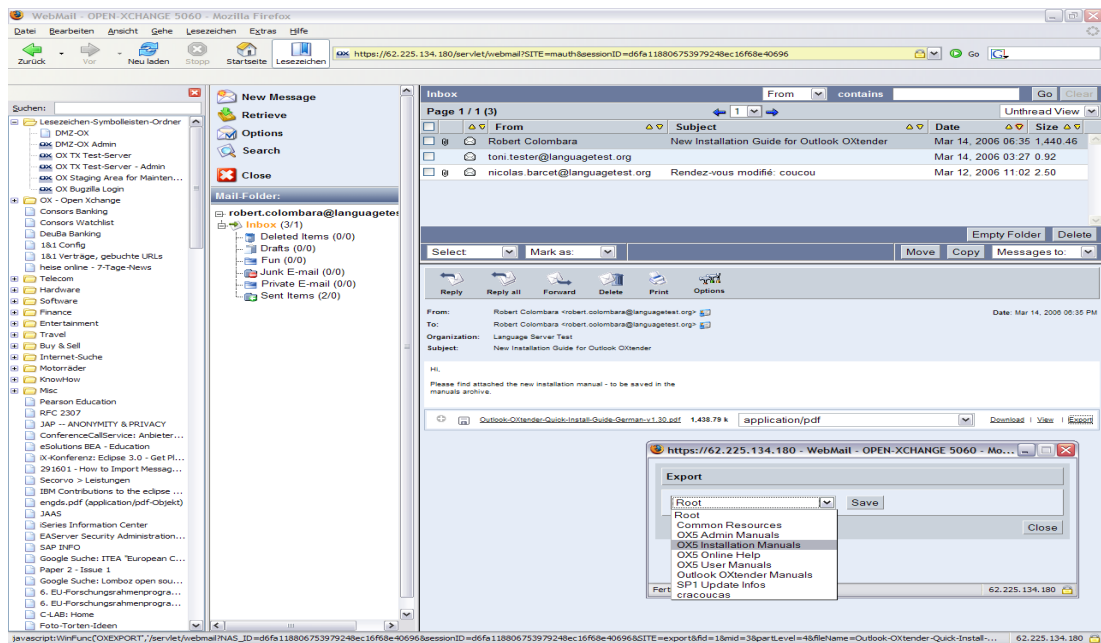 WebMail - OPEN-XCHANGE 5060 - Mozilla Firefox
Datei Bearbeiten Ansicht Gehe Lesezeichen Extras Hilfe
Zurück Vor Neu laden Stopp Startseite Lesezeichen
https://62.225.134.180/servlet/webmail?SITE=mauth&sessionID=d6fa118806753979248ec16f68e40696
Go
Suchen:
Lesezeichen-Symbolleisten-Ordner
DMZ-OX
DMZ-OX Admin
OX TX Test-Server
OX TX Test-Server - Admin
OX Staging Area for Mainten...
OX Bugzilla Login
OX - Open Xchange
Consors Banking
Consors Watchlist
DeuBa Banking
1&1 Config
1&1 Verträge, gebuchte URLs
heise online - 7-Tage-News
Telecom
Hardware
Software
Finance
Entertainment
Travel
Buy & Sell
Internet-Suche
Motorräder
KnowHow
Misc
Pearson Education
RFC 2307
JAP -- ANONYMITY & PRIVACY
ConferenceCallService: Anbieter...
eSolutions BEA - Education
iX-Konferenz: Eclipse 3.0 - Get Pl...
291601 - How to Import Messag...
Secorvo > Leistungen
IBM Contributions to the eclipse ...
engds.pdf (application/pdf-Objekt)
JAAS
iSeries Information Center
EAServer Security Administration...
SAP INFO
Google Suche: ITEA "European C...
Paper 2 - Issue 1
Google Suche: Lomboz open sou...
6. EU-Forschungsrahmenprogra...
6. EU-Forschungsrahmenprogra...
C-LAB: Home
Foto-Torten-Ideen
New Message
Retrieve
Options
Search
Close
Mail-Folder:
robert.colombara@languagetes
Inbox (3/1)
Deleted Items (0/0)
Drafts (0/0)
Fun (0/0)
Junk E-mail (0/0)
Private E-mail (0/0)
Sent Items (2/0)
Inbox From contains Go Clear
Page 1 / 1 (3) 1 Unthread View
From Subject Date Size
Robert Colombara New Installation Guide for Outlook OXtender Mar 14, 2006 06:35 1,440.46
toni.tester@languagetest.org Mar 14, 2006 03:27 0.92
nicolas.barcet@languagetest.org Rendez-vous modifié: coucou Mar 12, 2006 11:02 2.50
Empty Folder Delete
Select: Mark as: Move Copy Messages to:
Reply Reply all Forward Delete Print Options
From: Robert Colombara <robert.colombara@languagetest.org> Date: Mar 14, 2006 06:35 PM
To: Robert Colombara <robert.colombara@languagetest.org>
Organization: Language Server Test
Subject: New Installation Guide for Outlook OXtender
Hi,
Please find attached the new installation manual - to be saved in the
manuals archive.
Outlook-OXtender-Quick-Install-Guide-German-v1.30.pdf 1.438.79 k application/pdf Download | View | Export
https://62.225.134.180 - WebMail - OPEN-XCHANGE 5060 - Mo...
Export
Root Save
Root
Common Resources
OX5 Admin Manuals
OX5 Installation Manuals
OX5 Online Help
OX5 User Manuals
Outlook OXtender Manuals
SP1 Update Infos
cracoucas
Close
Fert 62.225.134.180
javascript:WinFunc('OXEXPORT','/servlet/webmail?NAS_ID=d6fa118806753979248ec16f68e40696&sessionID=d6fa118806753979248ec16f68e40696&SITE=export&fid=1&mid=3&partLevel=4&fileName=Outlook-OXtender-Quick-Install-... 62.225.134.180